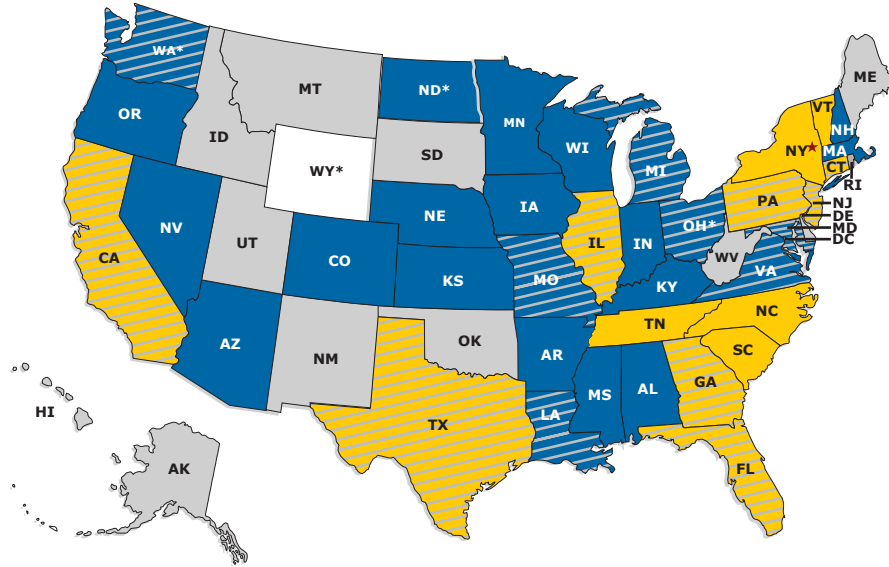 WA*
MT
ND*
MN
ME
OR
ID
WI
VT
NH
SD
NY
MA
WY*
MI
CT
RI
NE
IA
PA
NJ
DE
NV
UT
OH*
MD
IL
IN
DC
CA
CO
WV
VA
KS
MO
KY
NC
TN
AZ
OK
SC
NM
AR
GA
MS
AL
TX
LA
HI
AK
FL